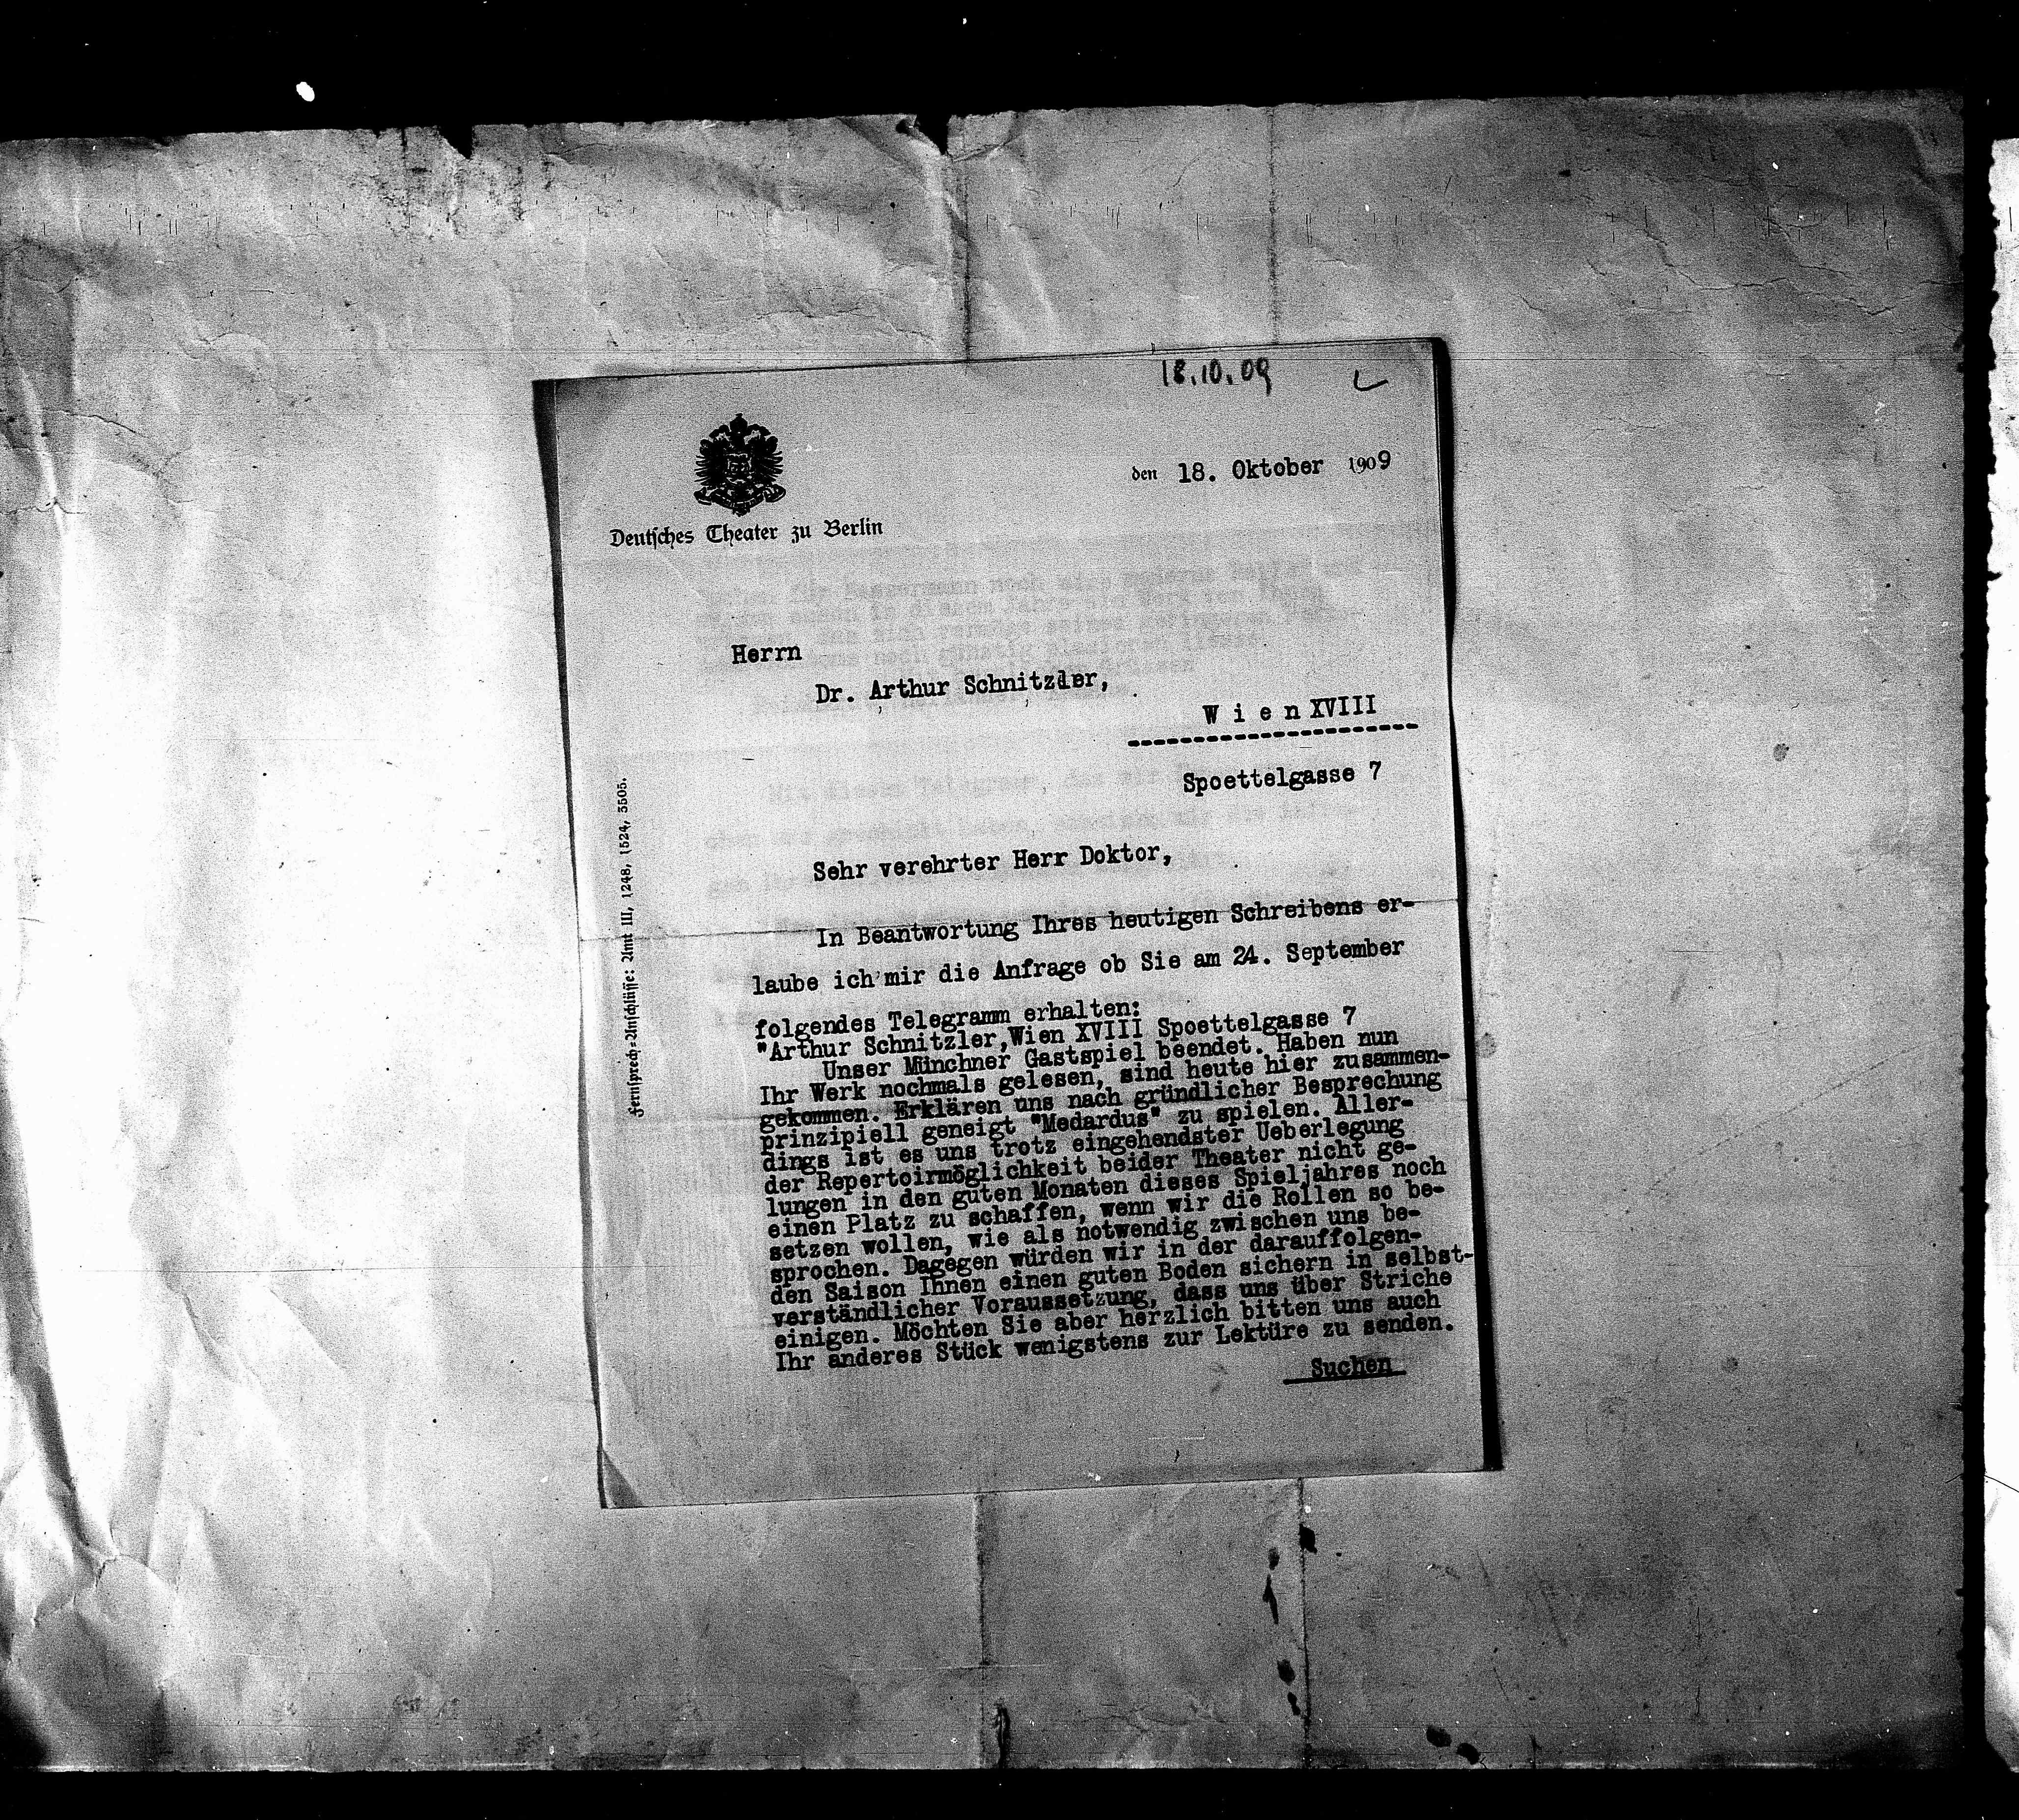 18.10.09
den 18. Oktober 1909
Deutsches Theater zu Berlin
Herrn
Dr. Arthur Schnitzler,
W i e n XVIII
Spoettelgasse 7
Fernsprech=Anschlüsse: Amt III, 1248, 1524, 5505.
Sehr verehrter Herr Doktor,
In Beantwortung Ihres heutigen Schreibens er-
laube ich mir die Anfrage ob Sie am 24. September
folgendes Telegramm erhalten:
"Arthur Schnitzler,Wien XVIII Spoettelgasse 7
Unser Münchner Gastspiel beendet. Haben nun
Ihr Werk nochmals gelesen, sind heute hier zusammen-
gekommen. Erklären uns nach gründlicher Besprechung
prinzipiell geneigt "Medardus" zu spielen. Aller-
dings ist es uns trotz eingehendster Ueberlegung
der Repertoirmöglichkeit beider Theater nicht ge-
lungen in den guten Monaten dieses Spieljahres noch
einen Platz zu schaffen, wenn wir die Rollen so be-
setzen wollen, wie als notwendig zwischen uns be-
sprochen. Dagegen würden wir in der darauffolgen-
den Saison Ihnen einen guten Boden sichern in selbst-
verständlicher Voraussetzung, dass uns über Striche
einigen. Möchten Sie aber herzlich bitten uns auch
Ihr anderes Stück wenigstens zur Lektüre zu senden.
Suchen